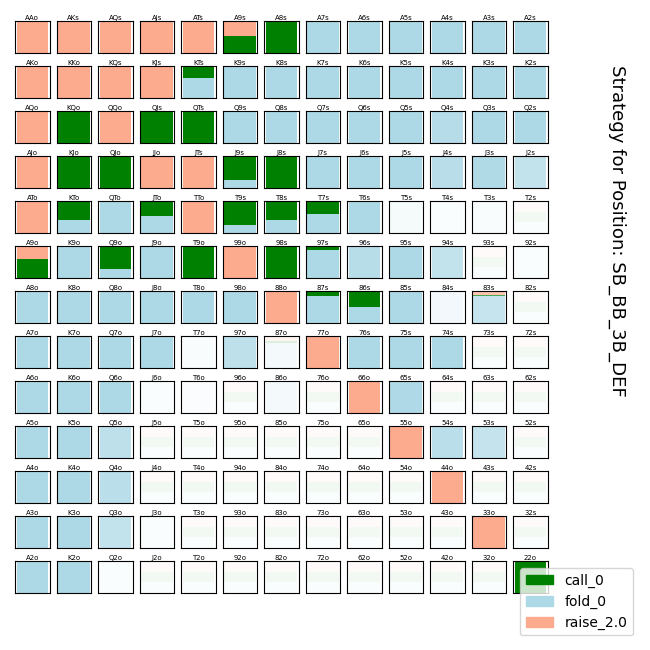 AAo AKs AQs AJs ATs A9s A8s A7s A6s A5s A4s A3s A2s
AKo KKo KQs KJs KTs K9s K8s K7s K6s K5s K4s K3s K2s
AQo KQo QQo QJs QTs Q9s Q8s Q7s Q6s Q5s Q4s Q3s Q2s
AJo KJo QJo JJo JTs J9s J8s J7s J6s J5s J4s J3s J2s
ATo KTo QTo JTo TTo T9s T8s T7s T6s T5s T4s T3s T2s
A9o K9o Q9o J9o T9o 99o 98s 97s 96s 95s 94s 93s 92s
A8o K8o Q8o J8o T8o 98o 88o 87s 86s 85s 84s 83s 82s
A7o K7o Q7o J7o T7o 97o 87o 77o 76s 75s 74s 73s 72s
A6o K6o Q6o J6o T6o 96o 86o 76o 66o 65s 64s 63s 62s
A5o K5o Q5o J5o T5o 95o 85o 75o 65o 55o 54s 53s 52s
A4o K4o Q4o J4o T4o 94o 84o 74o 64o 54o 44o 43s 42s
A3o K3o Q3o J3o T3o 93o 83o 73o 63o 53o 43o 33o 32s
A2o K2o Q2o J2o T2o 92o 82o 72o 62o 52o 42o 32o 22o
Strategy for Position: SB_BB_3B_DEF
call_0
fold_0
raise_2.0